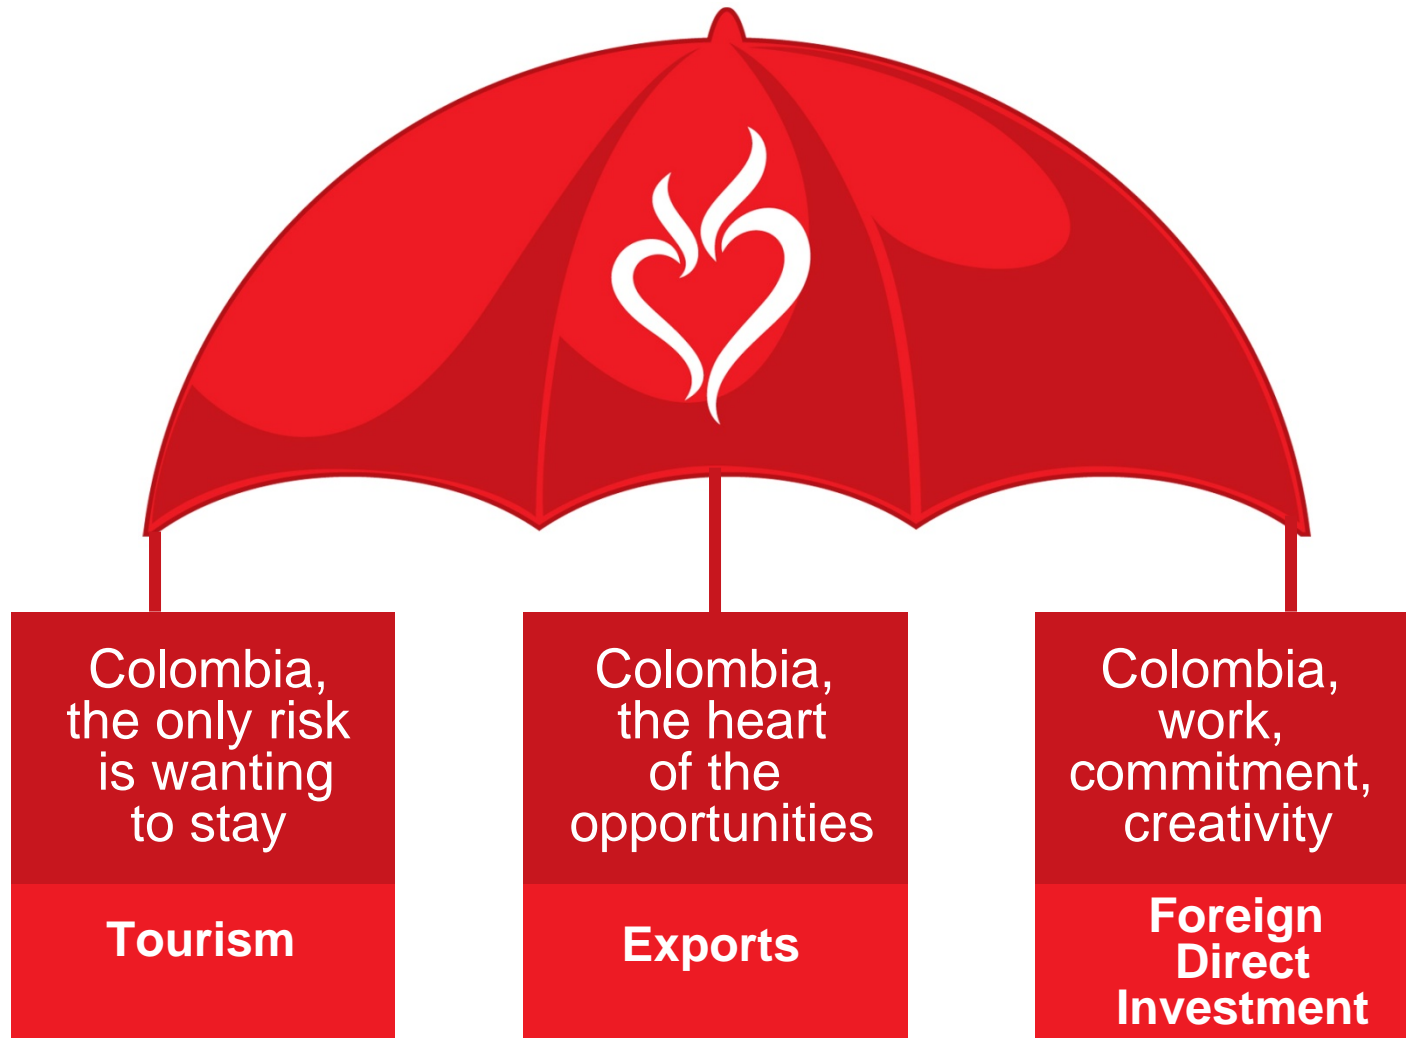 Colombia,
the only risk
is wanting
to stay
Tourism
Colombia,
the heart
of the
opportunities
Exports
Colombia,
work,
commitment,
creativity
Foreign
Direct
Investment